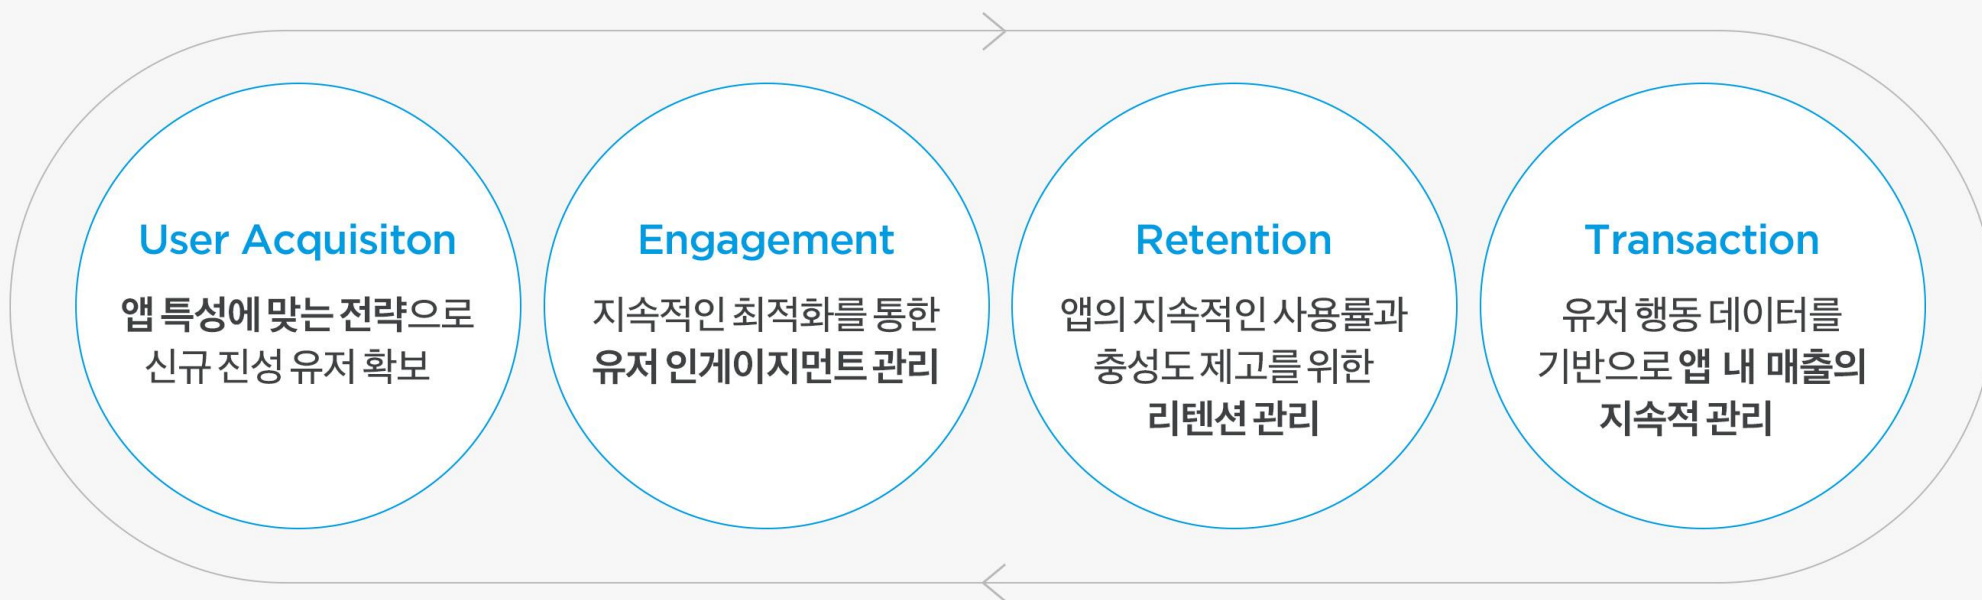 User Acquisiton
앱 특성에 맞는 전략으로
신규 진성 유저 확보
Engagement
지속적인 최적화를 통한
유저 인게이지먼트 관리
Retention
앱의 지속적인 사용률과
충성도 제고를 위한
리텐션 관리
Transaction
유저 행동 데이터를
기반으로 앱 내 매출의
지속적 관리